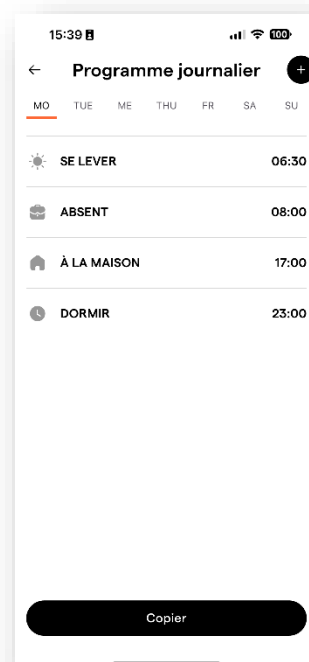 15:39
100
Programme journalier
MO TUE ME THU FR SA SU
SE LEVER 06:30
ABSENT 08:00
À LA MAISON 17:00
DORMIR 23:00
Copier